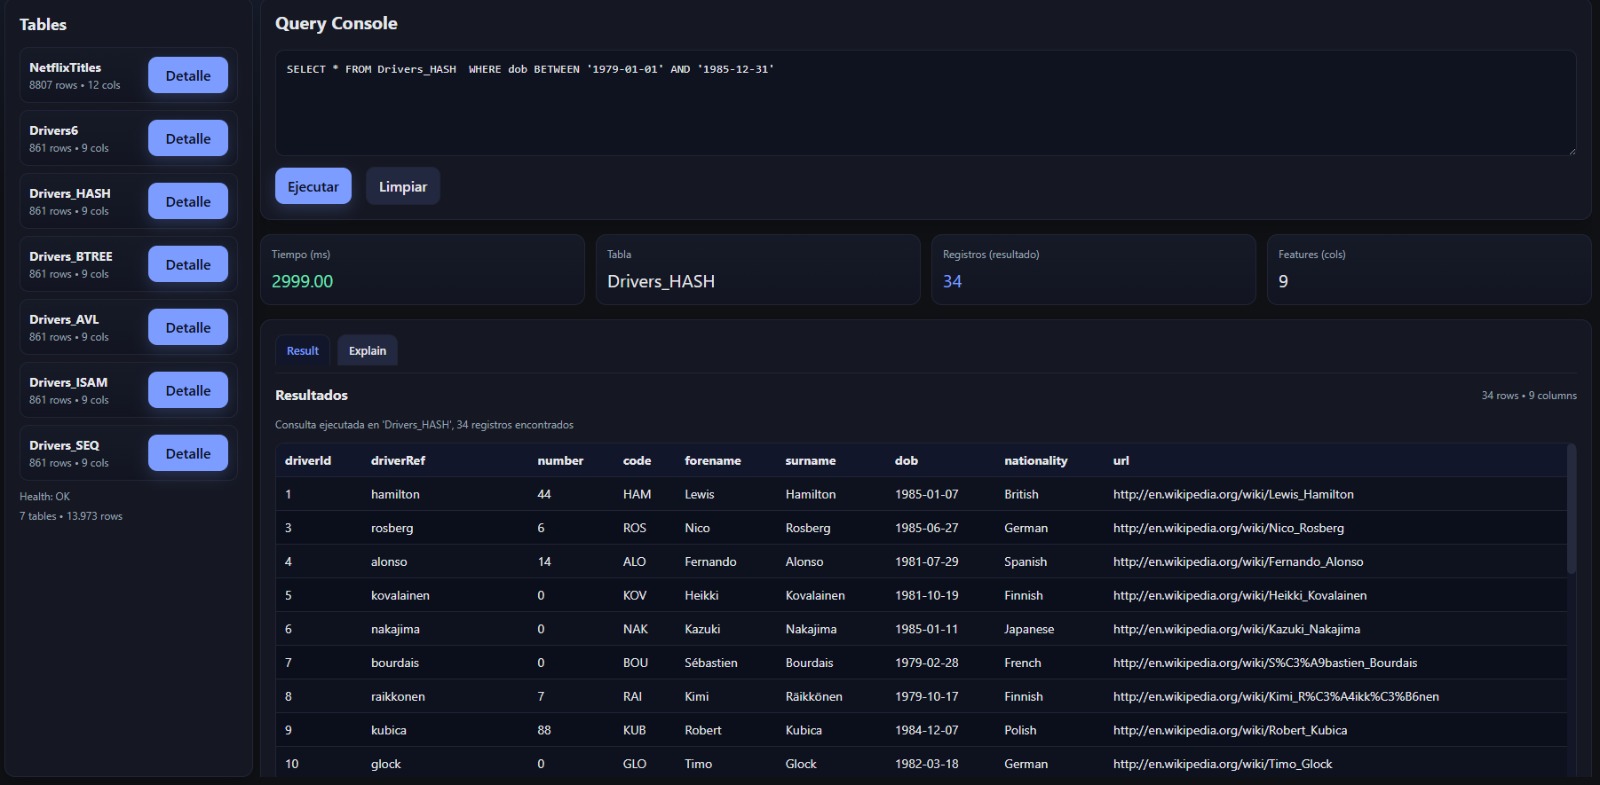 Tables
NetflixTitles
8807 rows • 12 cols
Detalle
Drivers6
861 rows • 9 cols
Detalle
Drivers_HASH
861 rows • 9 cols
Detalle
Drivers_BTREE
861 rows • 9 cols
Detalle
Drivers_AVL
861 rows • 9 cols
Detalle
Drivers_ISAM
861 rows • 9 cols
Detalle
Drivers_SEQ
861 rows • 9 cols
Detalle
Health: OK
7 tables • 13.973 rows
Query Console
SELECT * FROM Drivers_HASH  WHERE dob BETWEEN '1979-01-01' AND '1985-12-31'
Ejecutar Limpiar
Tiempo (ms)
2999.00
Tabla
Drivers_HASH
Registros (resultado)
34
Features (cols)
9
Result Explain
Resultados 34 rows • 9 columns
Consulta ejecutada en 'Drivers_HASH', 34 registros encontrados
driverId driverRef number code forename surname dob nationality url
1 hamilton 44 HAM Lewis Hamilton 1985-01-07 British http://en.wikipedia.org/wiki/Lewis_Hamilton
3 rosberg 6 ROS Nico Rosberg 1985-06-27 German http://en.wikipedia.org/wiki/Nico_Rosberg
4 alonso 14 ALO Fernando Alonso 1981-07-29 Spanish http://en.wikipedia.org/wiki/Fernando_Alonso
5 kovalainen 0 KOV Heikki Kovalainen 1981-10-19 Finnish http://en.wikipedia.org/wiki/Heikki_Kovalainen
6 nakajima 0 NAK Kazuki Nakajima 1985-01-11 Japanese http://en.wikipedia.org/wiki/Kazuki_Nakajima
7 bourdais 0 BOU Sébastien Bourdais 1979-02-28 French http://en.wikipedia.org/wiki/S%C3%A9bastien_Bourdais
8 raikkonen 7 RAI Kimi Räikkönen 1979-10-17 Finnish http://en.wikipedia.org/wiki/Kimi_R%C3%A4ikk%C3%B6nen
9 kubica 88 KUB Robert Kubica 1984-12-07 Polish http://en.wikipedia.org/wiki/Robert_Kubica
10 glock 0 GLO Timo Glock 1982-03-18 German http://en.wikipedia.org/wiki/Timo_Glock